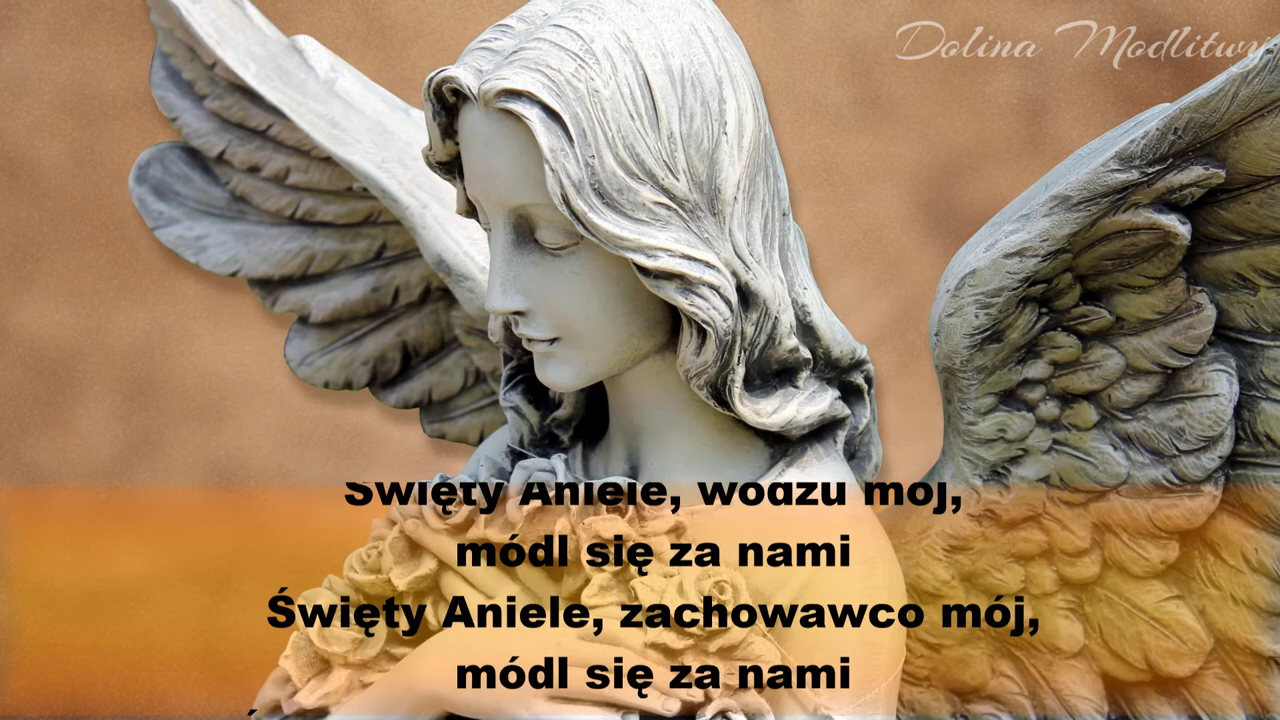 Dolina Modlitwy
Święty Aniele, wodzu mój,
módl się za nami
Święty Aniele, zachowawco mój,
módl się za nami